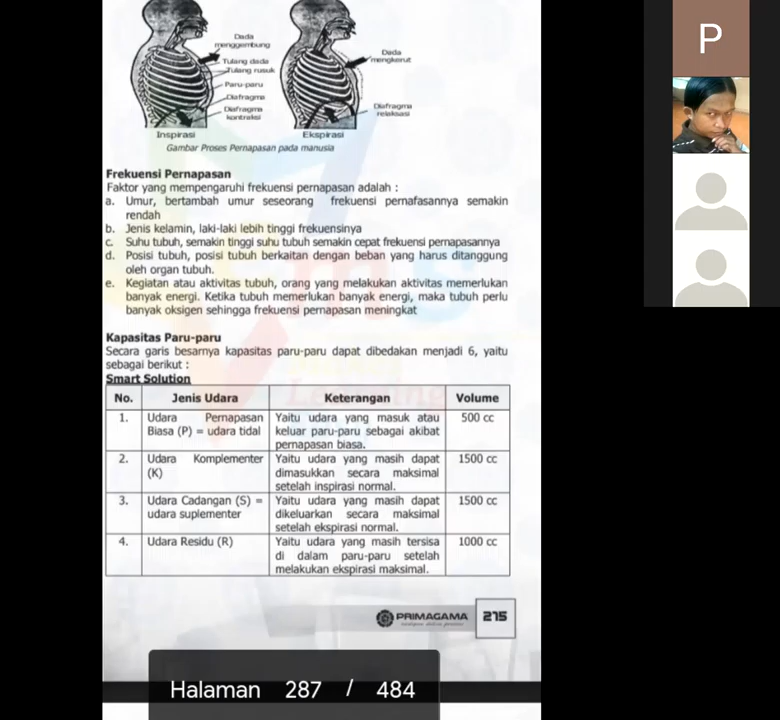 Dada
menggembung
Tulang dada
Tulang rusuk
Paru-paru
Diafragma
Diafragma
kontraksi
Dada
mengkerut
Diafragma
relaksasi
Inspirasi
Ekspirasi
Gambar Proses Pernapasan pada manusia
Frekuensi Pernapasan
Faktor yang mempengaruhi frekuensi pernapasan adalah :
a. Umur, bertambah umur seseorang frekuensi pernafasannya semakin
rendah
b. Jenis kelamin, laki-laki lebih tinggi frekuensinya
c. Suhu tubuh, semakin tinggi suhu tubuh semakin cepat frekuensi pernapasannya
d. Posisi tubuh, posisi tubuh berkaitan dengan beban yang harus ditanggung
oleh organ tubuh.
e. Kegiatan atau aktivitas tubuh, orang yang melakukan aktivitas memerlukan
banyak energi. Ketika tubuh memerlukan banyak energi, maka tubuh perlu
banyak oksigen sehingga frekuensi pernapasan meningkat
Kapasitas Paru-paru
Secara garis besarnya kapasitas paru-paru dapat dibedakan menjadi 6, yaitu
sebagai berikut :
Smart Solution
No. Jenis Udara Keterangan Volume
1. Udara Pernapasan Yaitu udara yang masuk atau 500 cc
Biasa (P) = udara tidal keluar paru-paru sebagai akibat
pernapasan biasa.
2. Udara Komplementer Yaitu udara yang masih dapat 1500 cc
(K) dimasukkan secara maksimal
setelah inspirasi normal.
3. Udara Cadangan (S) = Yaitu udara yang masih dapat 1500 cc
udara suplementer dikeluarkan secara maksimal
setelah ekspirasi normal.
4. Udara Residu (R) Yaitu udara yang masih tersisa 1000 cc
di dalam paru-paru setelah
melakukan ekspirasi maksimal.
PRIMAGAMA 215
Halaman 287 / 484
P